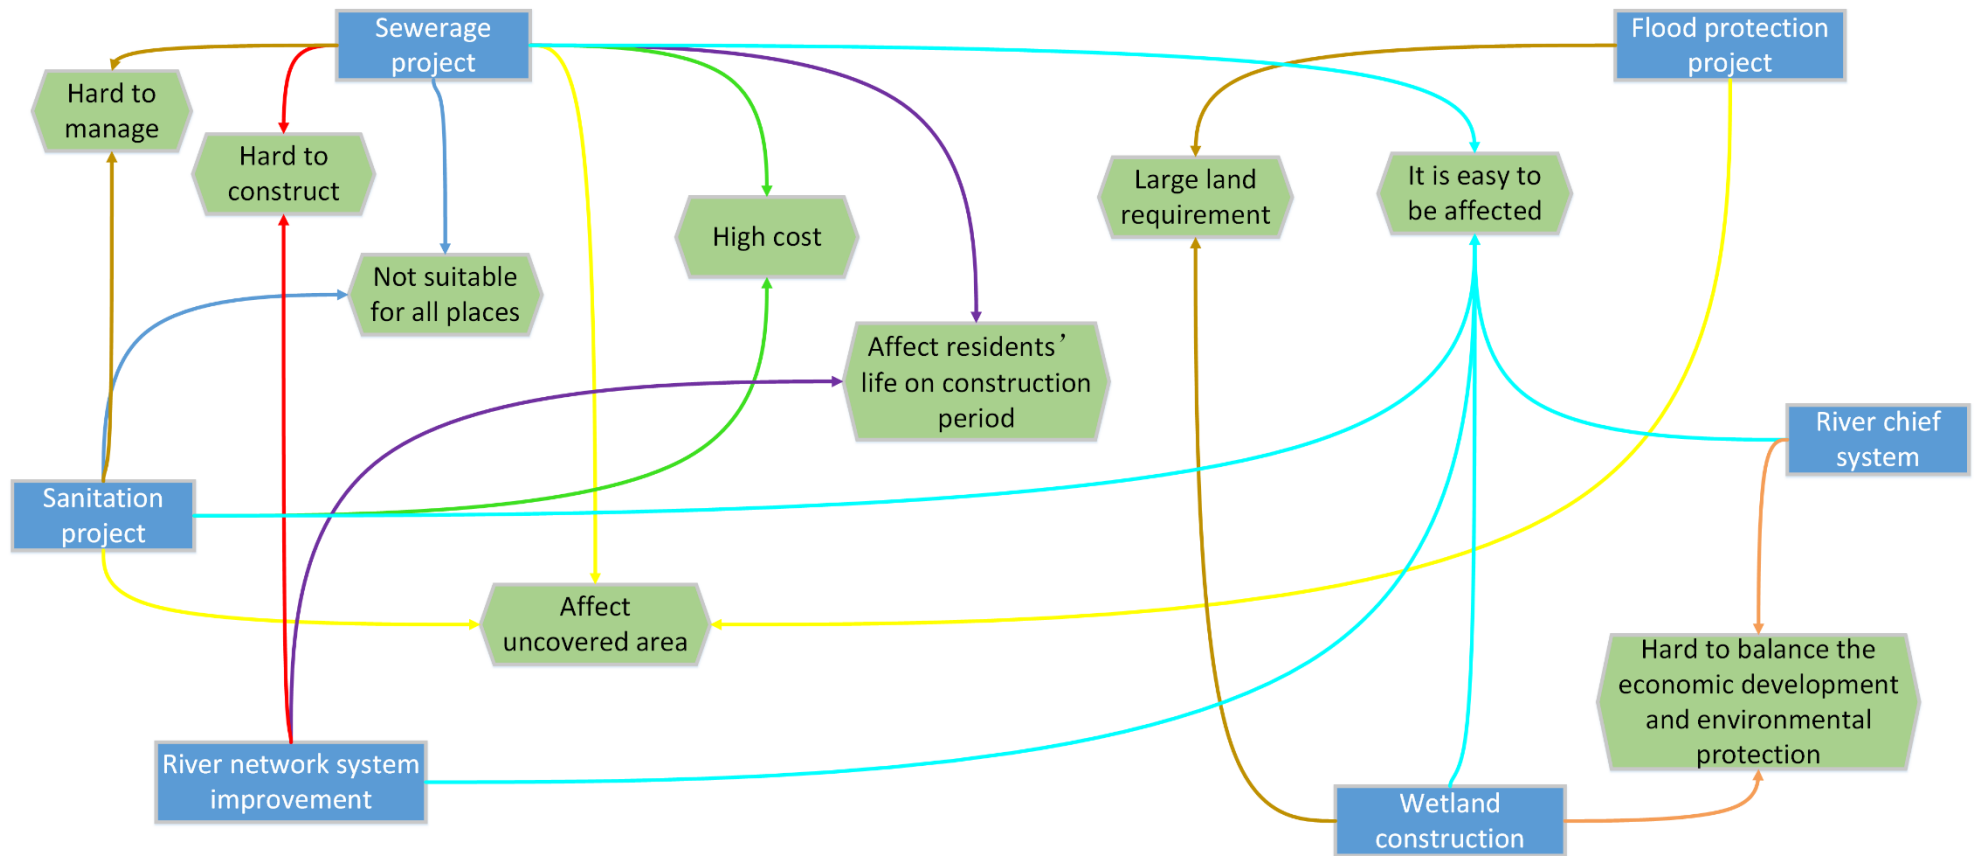 Sewerage
project
Flood protection
project
Hard to
manage
Hard to
construct
Large land
requirement
It is easy to
be affected
High cost
Not suitable
for all places
Affect residents’
life on construction
period
River chief
system
Sanitation
project
Affect
uncovered area
Hard to balance the
economic development
and environmental
protection
River network system
improvement
Wetland
construction